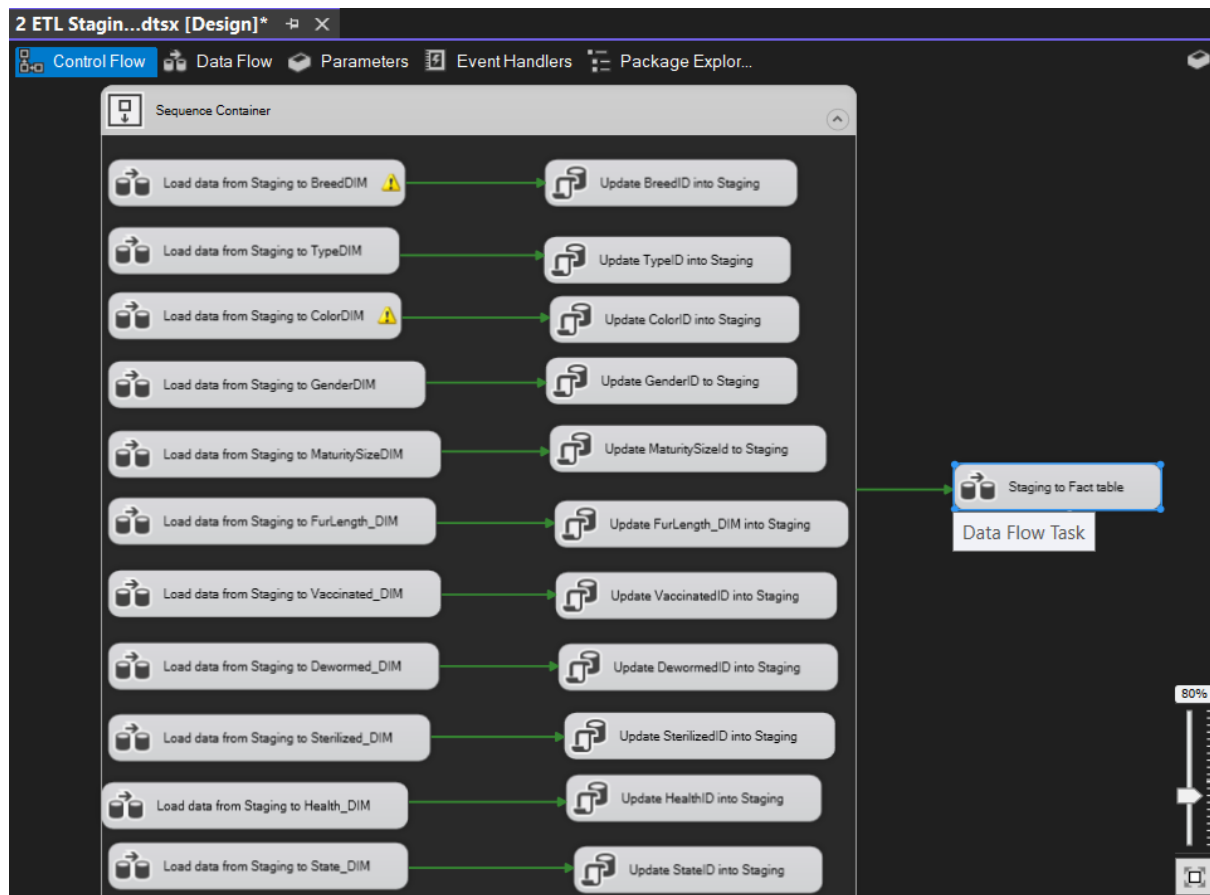 2 ETL Stagin...dtsx [Design]*
Control Flow Data Flow Parameters Event Handlers Package Explor...
Sequence Container
Load data from Staging to BreedDIM Update BreedID into Staging
Load data from Staging to TypeDIM Update TypeID into Staging
Load data from Staging to ColorDIM Update ColorID into Staging
Load data from Staging to GenderDIM Update GenderID to Staging
Load data from Staging to MaturitySizeDIM Update MaturitySizeId to Staging
Staging to Fact table
Load data from Staging to FurLength_DIM Update FurLength_DIM into Staging
Data Flow Task
Load data from Staging to Vaccinated_DIM Update VaccinatedID into Staging
Load data from Staging to Dewormed_DIM Update DewormedID into Staging
80%
Load data from Staging to Sterilized_DIM Update SterilizedID into Staging
Load data from Staging to Health_DIM Update HealthID into Staging
Load data from Staging to State_DIM Update StateID into Staging